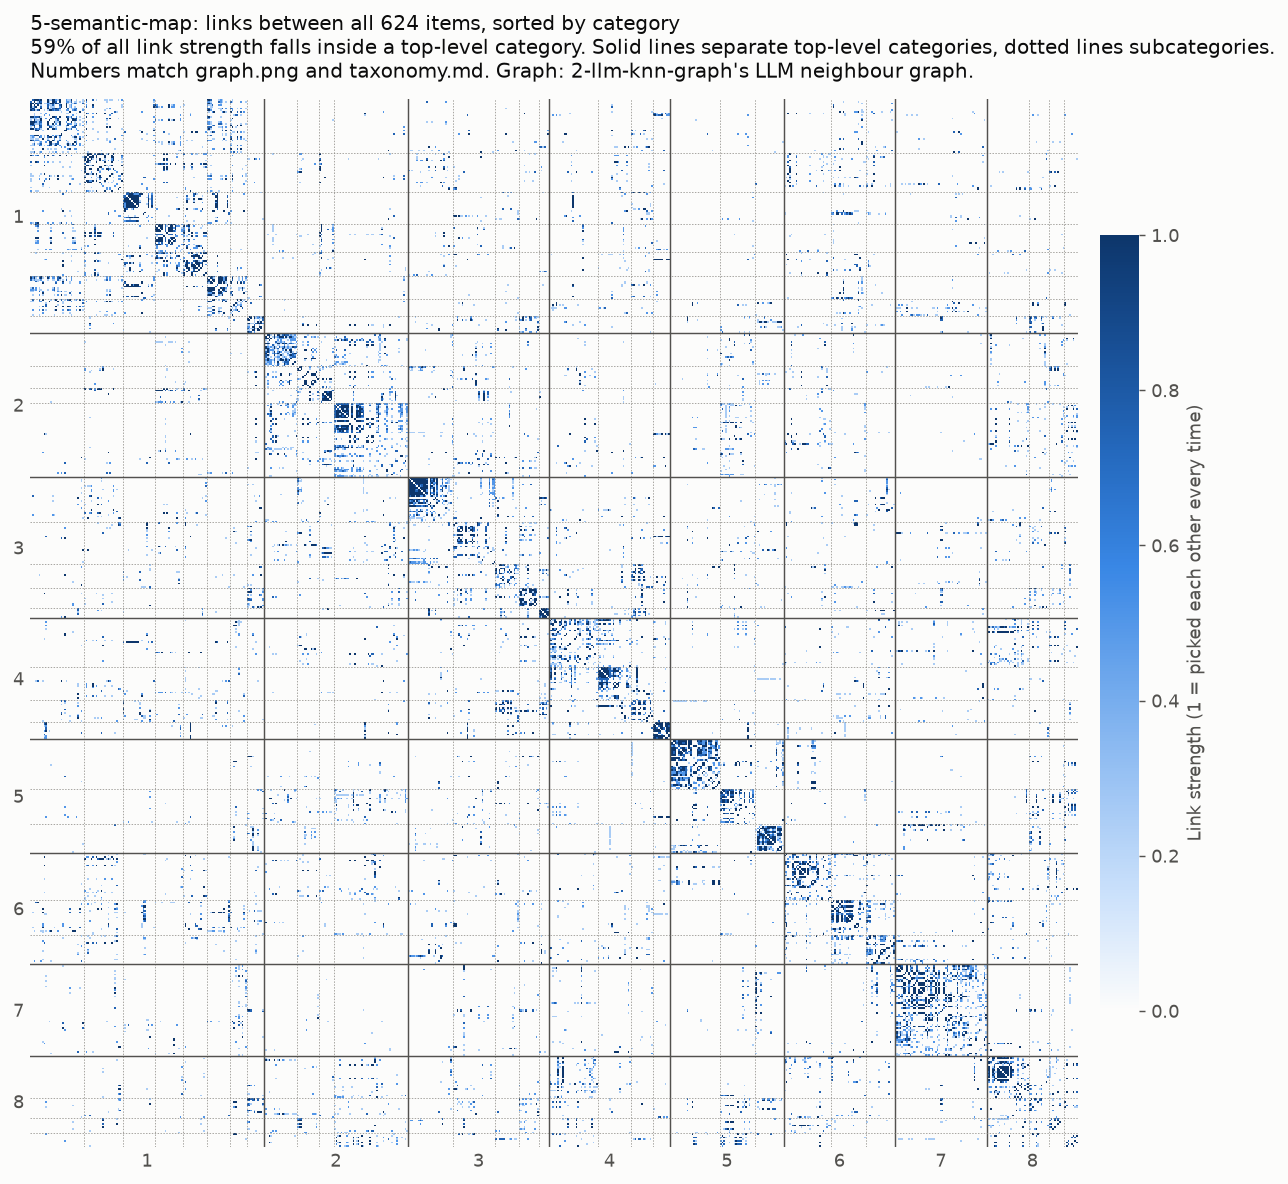 5-semantic-map: links between all 624 items, sorted by category
59% of all link strength falls inside a top-level category. Solid lines separate top-level categories, dotted lines subcategories.
Numbers match graph.png and taxonomy.md. Graph: 2-llm-knn-graph's LLM neighbour graph.
1
2
3
4
5
6
7
8
1 2 3 4 5 6 7 8
1.0
0.8
0.6
0.4
0.2
0.0
Link strength (1 = picked each other every time)